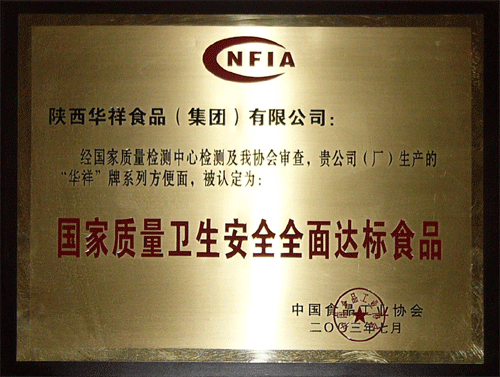 CNFIA
陕西华祥食品（集团）有限公司：
经国家质量检测中心检测及我协会审查，贵公司（厂）生产的
“华祥”牌系列方便面，被认定为：
国家质量卫生安全全面达标食品
中国食品工业协会
二〇〇三年七月